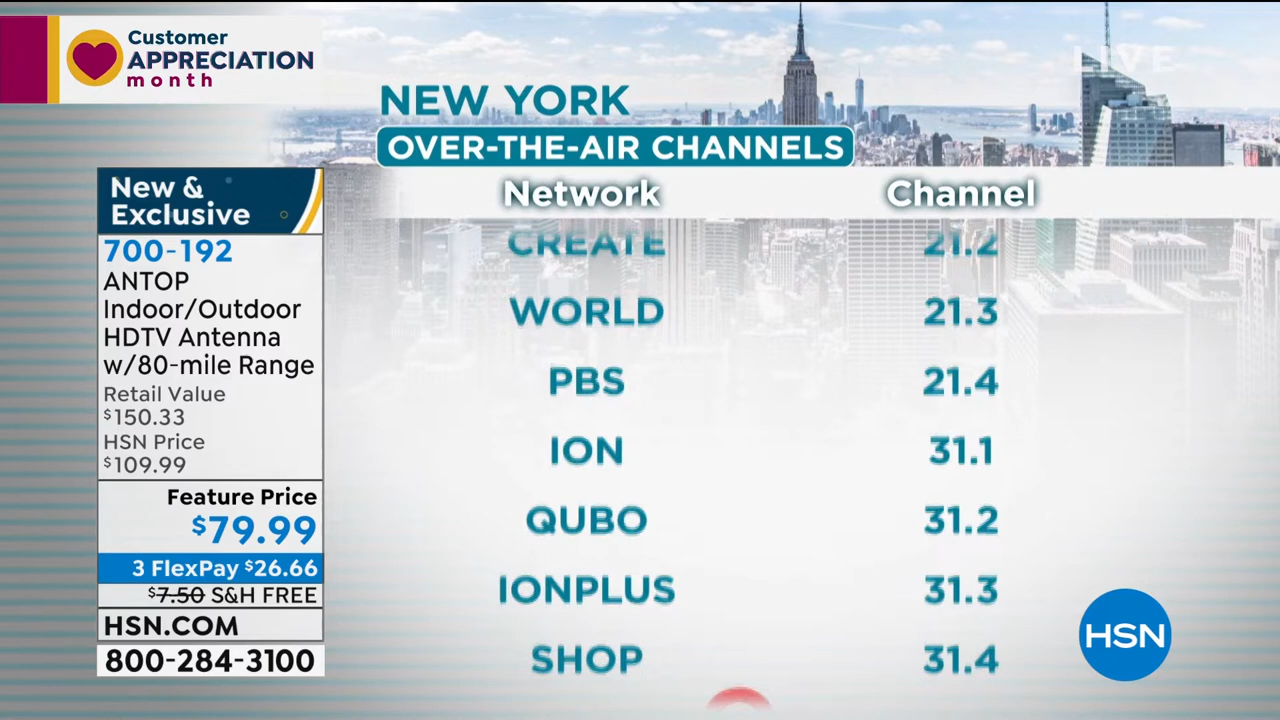 Customer
APPRECIATION
month
LIVE
NEW YORK
OVER-THE-AIR CHANNELS
Network Channel
CREATE 21.2
WORLD 21.3
PBS 21.4
ION 31.1
QUBO 31.2
IONPLUS 31.3
SHOP 31.4
New &
Exclusive
700-192
ANTOP
Indoor/Outdoor
HDTV Antenna
w/80-mile Range
Retail Value
$150.33
HSN Price
$109.99
Feature Price
$79.99
3 FlexPay $26.66
$7.50 S&H FREE
HSN.COM
800-284-3100
HSN